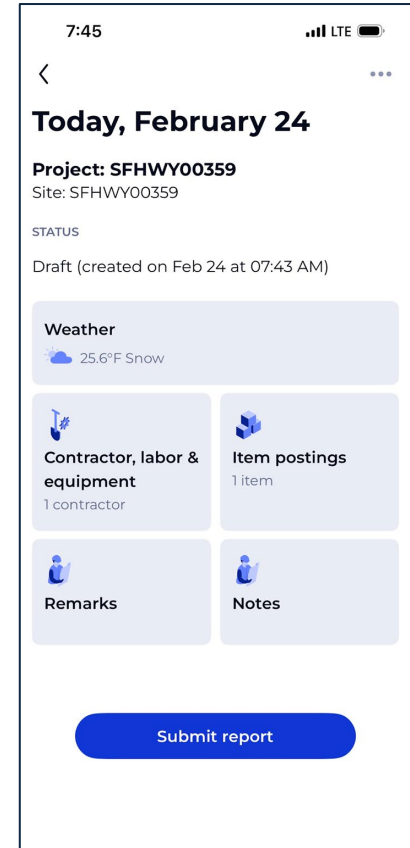 7:45
LTE
Today, February 24
Project: SFHWY00359
Site: SFHWY00359
STATUS
Draft (created on Feb 24 at 07:43 AM)
Weather
25.6°F Snow
Contractor, labor &
equipment
1 contractor
Item postings
1 item
Remarks
Notes
Submit report